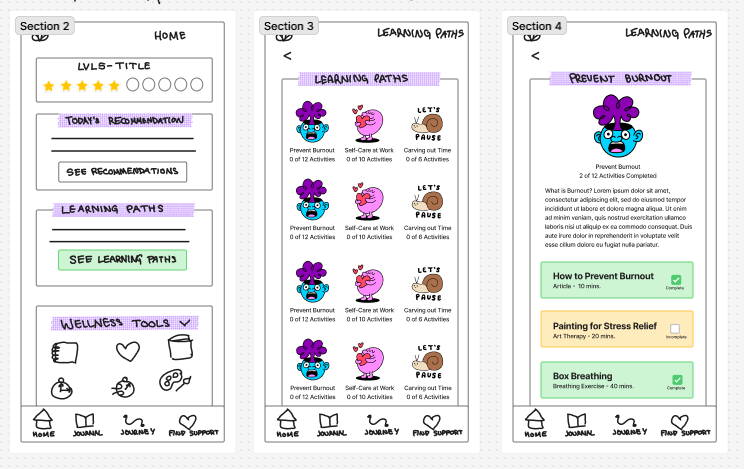 Section 2
HOME
LVL5-TITLE
TODAY'S RECOMMENDATION
SEE RECOMMENDATIONS
LEARNING PATHS
SEE LEARNING PATHS
WELLNESS TOOLS
HOME JOURNAL JOURNEY FIND SUPPORT
Section 3
LEARNING PATHS
<
LEARNING PATHS
LET'S
PAUSE
Prevent Burnout Self-Care at Work Carving out Time
0 of 12 Activities 0 of 10 Activities 0 of 6 Activities
LET'S
PAUSE
Prevent Burnout Self-Care at Work Carving out Time
0 of 12 Activities 0 of 10 Activities 0 of 6 Activities
LET'S
PAUSE
Prevent Burnout Self-Care at Work Carving out Time
0 of 12 Activities 0 of 10 Activities 0 of 6 Activities
LET'S
PAUSE
Prevent Burnout Self-Care at Work Carving out Time
0 of 12 Activities 0 of 10 Activities 0 of 6 Activities
HOME JOURNAL JOURNEY FIND SUPPORT
Section 4
LEARNING PATHS
<
PREVENT BURNOUT
Prevent Burnout
2 of 12 Activities Completed
What is Burnout? Lorem ipsum dolor sit amet,
consectetur adipiscing elit, sed do eiusmod tempor
incididunt ut labore et dolore magna aliqua. Ut enim
ad minim veniam, quis nostrud exercitation ullamco
laboris nisi ut aliquip ex ea commodo consequat. Duis
aute irure dolor in reprehenderit in voluptate velit
esse cillum dolore eu fugiat nulla pariatur.
How to Prevent Burnout
Article - 10 mins.
Complete
Painting for Stress Relief
Art Therapy - 20 mins.
Incomplete
Box Breathing
Breathing Exercise - 40 mins.
Complete
HOME JOURNAL JOURNEY FIND SUPPORT